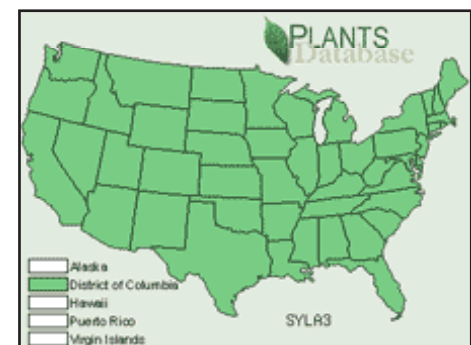 PLANTS
Database
Alaska
District of Columbia
Hawaii
Puerto Rico
Virgin Islands
SYLA3